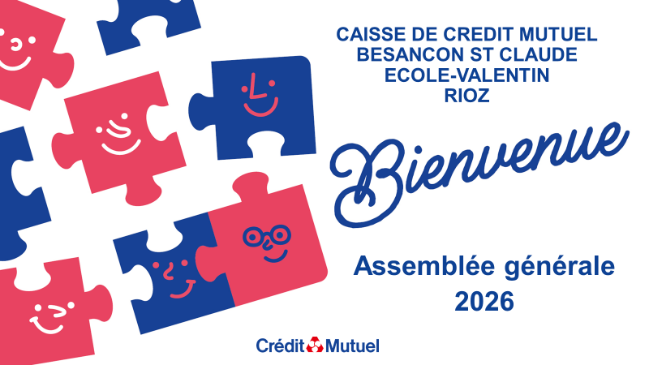 CAISSE DE CREDIT MUTUEL
BESANCON ST CLAUDE
ECOLE-VALENTIN
RIOZ
Bienvenue
Assemblée générale
2026
Crédit Mutuel